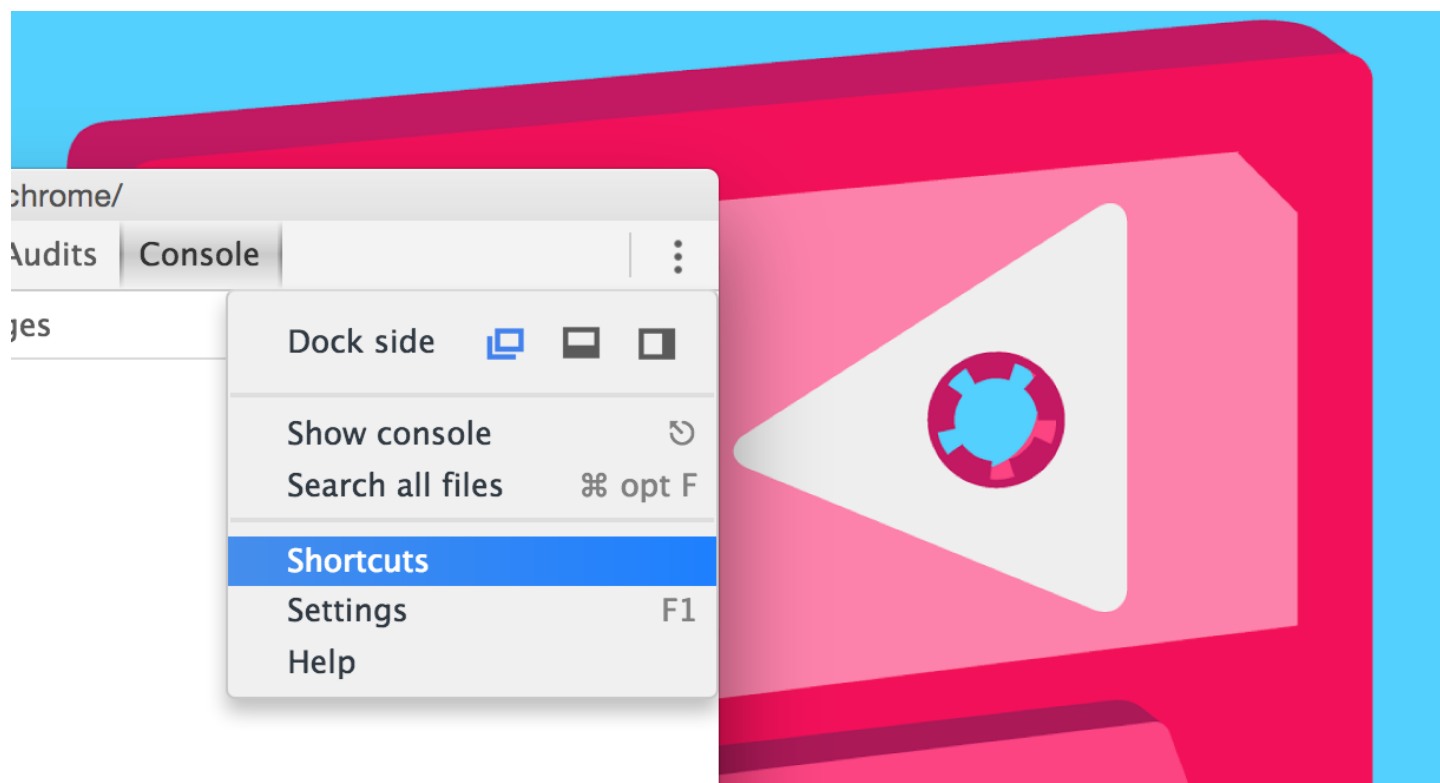 chrome/
Audits Console
ges
Dock side
Show console
Search all files ⌘ opt F
Shortcuts
Settings F1
Help